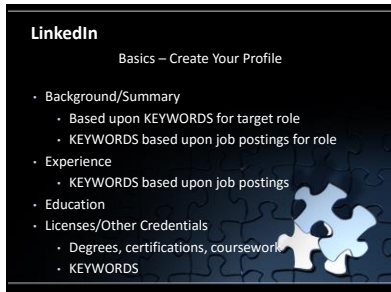 LinkedIn
Basics – Create Your Profile
• Background/Summary
• Based upon KEYWORDS for target role
• KEYWORDS based upon job postings for role
• Experience
• KEYWORDS based upon job postings
• Education
• Licenses/Other Credentials
• Degrees, certifications, coursework
• KEYWORDS